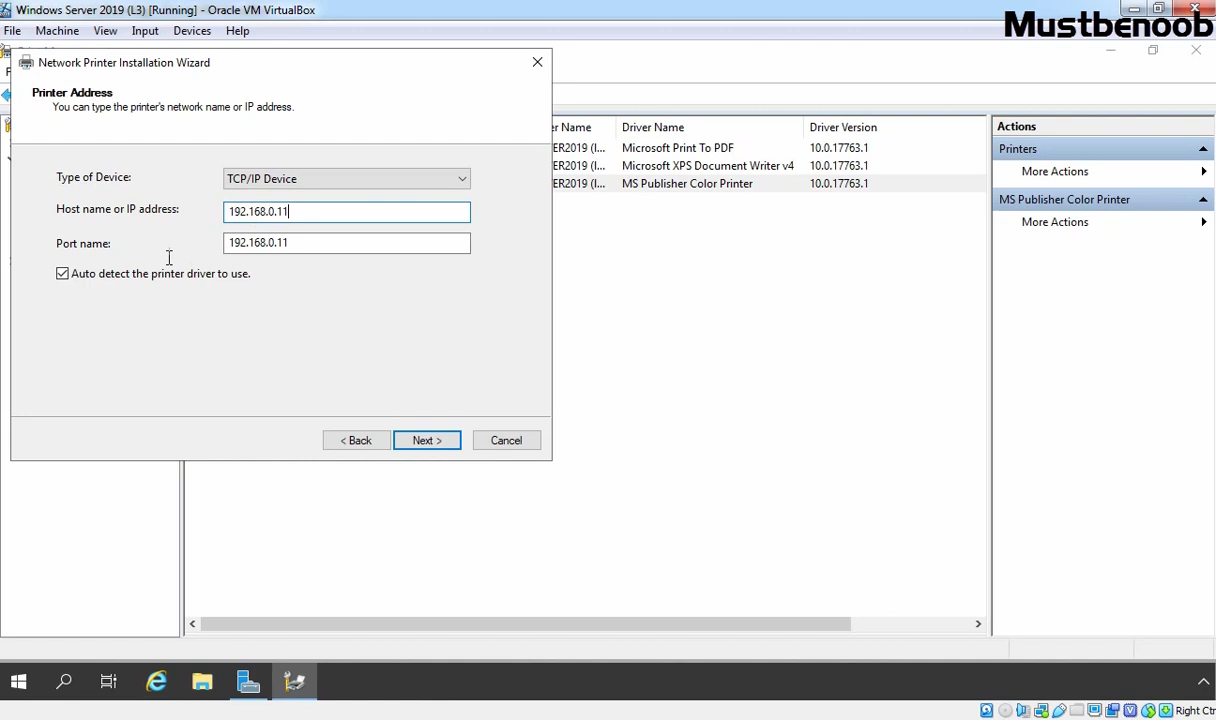 Windows Server 2019 (L3) [Running] - Oracle VM VirtualBox
Mustbenoob
File Machine View Input Devices Help
Network Printer Installation Wizard
Printer Address
You can type the printer's network name or IP address.
Type of Device: TCP/IP Device
Host name or IP address: 192.168.0.11
Port name: 192.168.0.11
Auto detect the printer driver to use.
< Back Next > Cancel
er Name Driver Name Driver Version
ER2019 (I... Microsoft Print To PDF 10.0.17763.1
ER2019 (I... Microsoft XPS Document Writer v4 10.0.17763.1
ER2019 (I... MS Publisher Color Printer 10.0.17763.1
Actions
Printers
More Actions
MS Publisher Color Printer
More Actions
Right Ctr